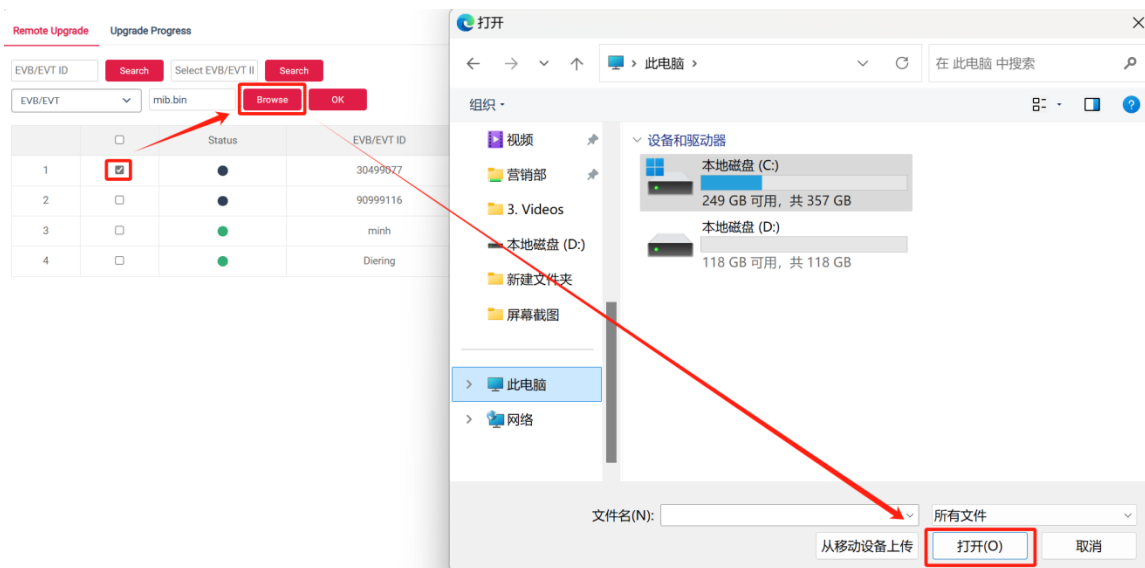 Remote Upgrade Upgrade Progress
EVB/EVT ID Search Select EVB/EVT II Search
EVB/EVT mib.bin Browse OK
Status EVB/EVT ID
1 30499077
2 90999116
3 minh
4 Diering
打开
此电脑
在 此电脑 中搜索
组织
视频
营销部
3. Videos
本地磁盘 (D:)
新建文件夹
屏幕截图
此电脑
网络
设备和驱动器
本地磁盘 (C:)
249 GB 可用，共 357 GB
本地磁盘 (D:)
118 GB 可用，共 118 GB
文件名(N): 所有文件
从移动设备上传 打开(O) 取消